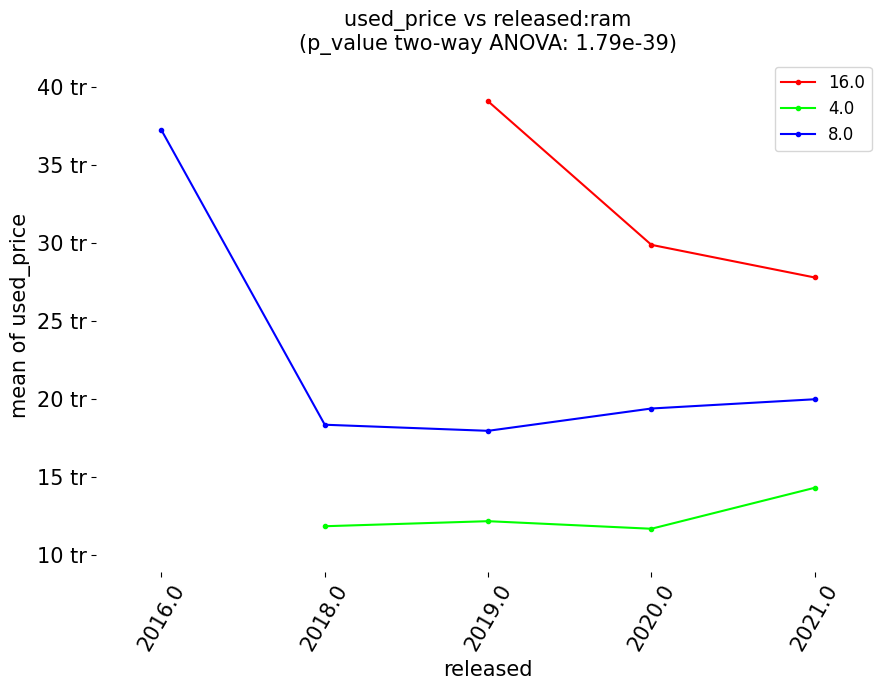 used_price vs released:ram
(p_value two-way ANOVA: 1.79e-39)
16.0
4.0
8.0
40 tr
35 tr
30 tr
25 tr
20 tr
15 tr
10 tr
mean of used_price
2016.0
2018.0
2019.0
2020.0
2021.0
released